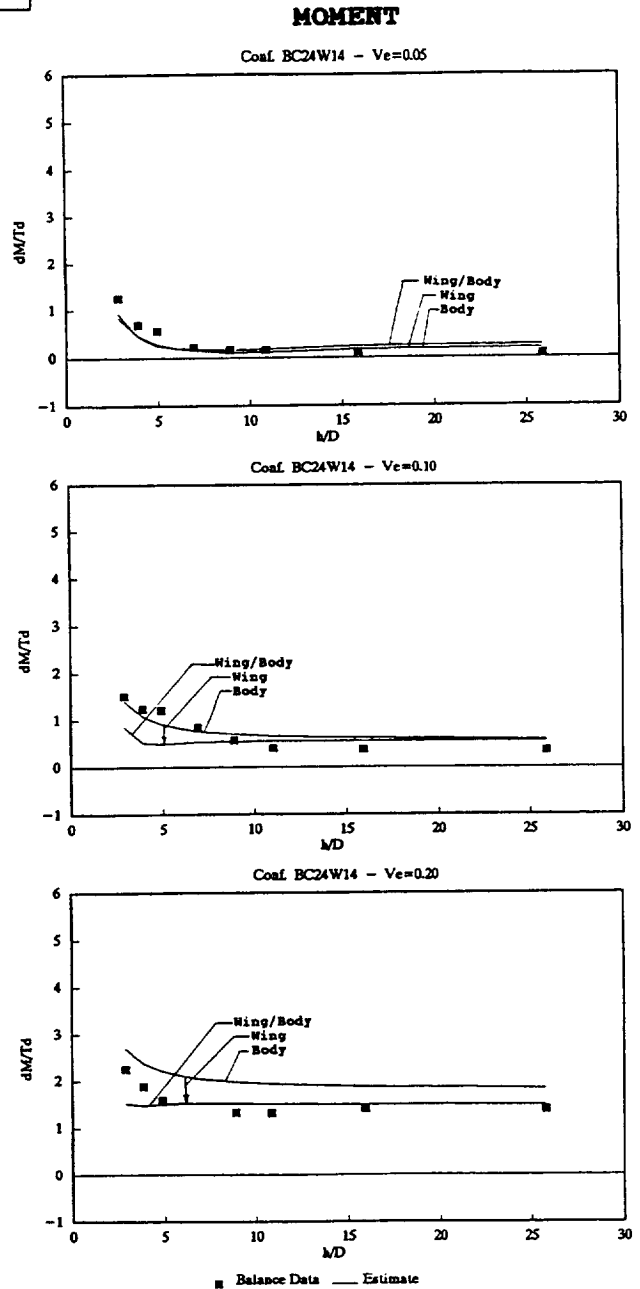 MOMENT
Conf. BC24W14 - Ve=0.05
6
5
4
3
2
1
0
-1
dM/Td
Wing/Body
Wing
Body
0 5 10 15 20 25 30
h/D
Conf. BC24W14 - Ve=0.10
6
5
4
3
2
1
0
-1
dM/Td
Wing/Body
Wing
Body
0 5 10 15 20 25 30
h/D
Conf. BC24W14 - Ve=0.20
6
5
4
3
2
1
0
-1
dM/Td
Wing/Body
Wing
Body
0 5 10 15 20 25 30
h/D
Balance Data Estimate